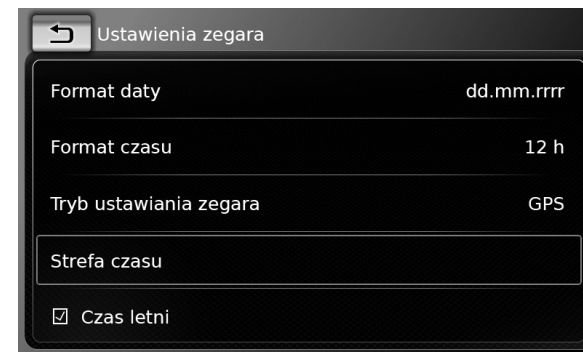 Ustawienia zegara
Format daty dd.mm.rrrr
Format czasu 12 h
Tryb ustawiania zegara GPS
Strefa czasu
Czas letni